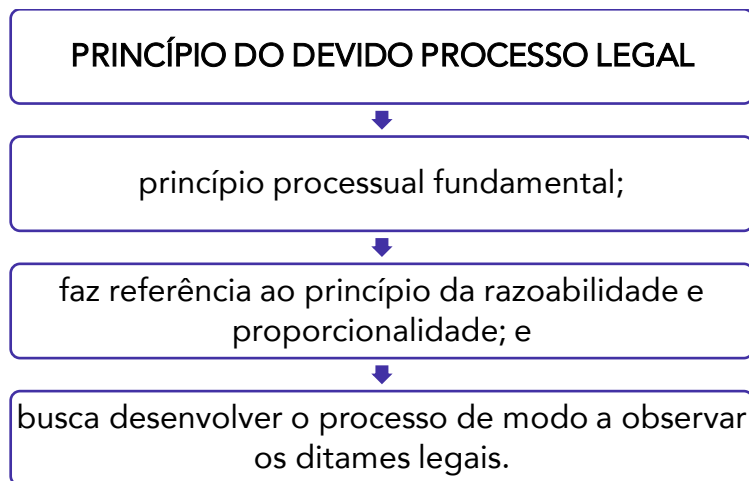 PRINCÍPIO DO DEVIDO PROCESSO LEGAL
princípio processual fundamental;
faz referência ao princípio da razoabilidade e
proporcionalidade; e
busca desenvolver o processo de modo a observar
os ditames legais.